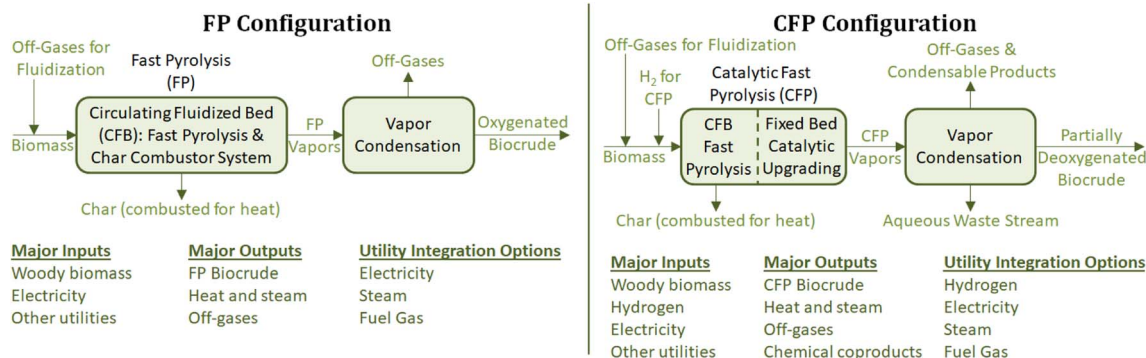 FP Configuration
Off-Gases for
Fluidization
Fast Pyrolysis
(FP)
Off-Gases
Biomass
Circulating Fluidized Bed
(CFB): Fast Pyrolysis &
Char Combustor System
FP
Vapors
Vapor
Condensation
Oxygenated
Biocrude
Char (combusted for heat)
Major Inputs
Woody biomass
Electricity
Other utilities
Major Outputs
FP Biocrude
Heat and steam
Off-gases
Utility Integration Options
Electricity
Steam
Fuel Gas
CFP Configuration
Off-Gases for Fluidization
H2 for
CFP
Catalytic Fast
Pyrolysis (CFP)
Off-Gases &
Condensable Products
Biomass
CFB
Fast
Pyrolysis
Fixed Bed
Catalytic
Upgrading
CFP
Vapors
Vapor
Condensation
Partially
Deoxygenated
Biocrude
Char (combusted for heat)
Aqueous Waste Stream
Major Inputs
Woody biomass
Hydrogen
Electricity
Other utilities
Major Outputs
CFP Biocrude
Heat and steam
Off-gases
Chemical coproducts
Utility Integration Options
Hydrogen
Electricity
Steam
Fuel Gas